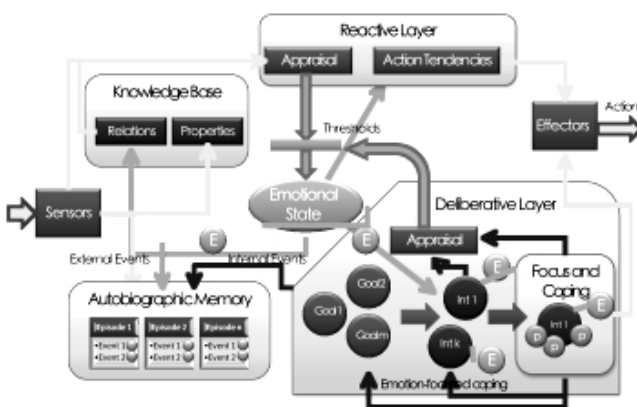 Reactive Layer
Appraisal
Action Tendencies
Knowledge Base
Relations
Properties
Thresholds
Action
Effectors
Sensors
Emotional
State
Deliberative Layer
E
E
Appraisal
External Events
Internal Events
E
Focus and
Coping
Autobiographic Memory
Goal2
Goal1
Int 1
Goalm
Int k
E
Int 1
E
P
P
P
Episode 1
Episode 2
Episode n
•Event 1
•Event 2
•Event 1
•Event 2
•Event 1
•Event 2
Emotion-focused coping